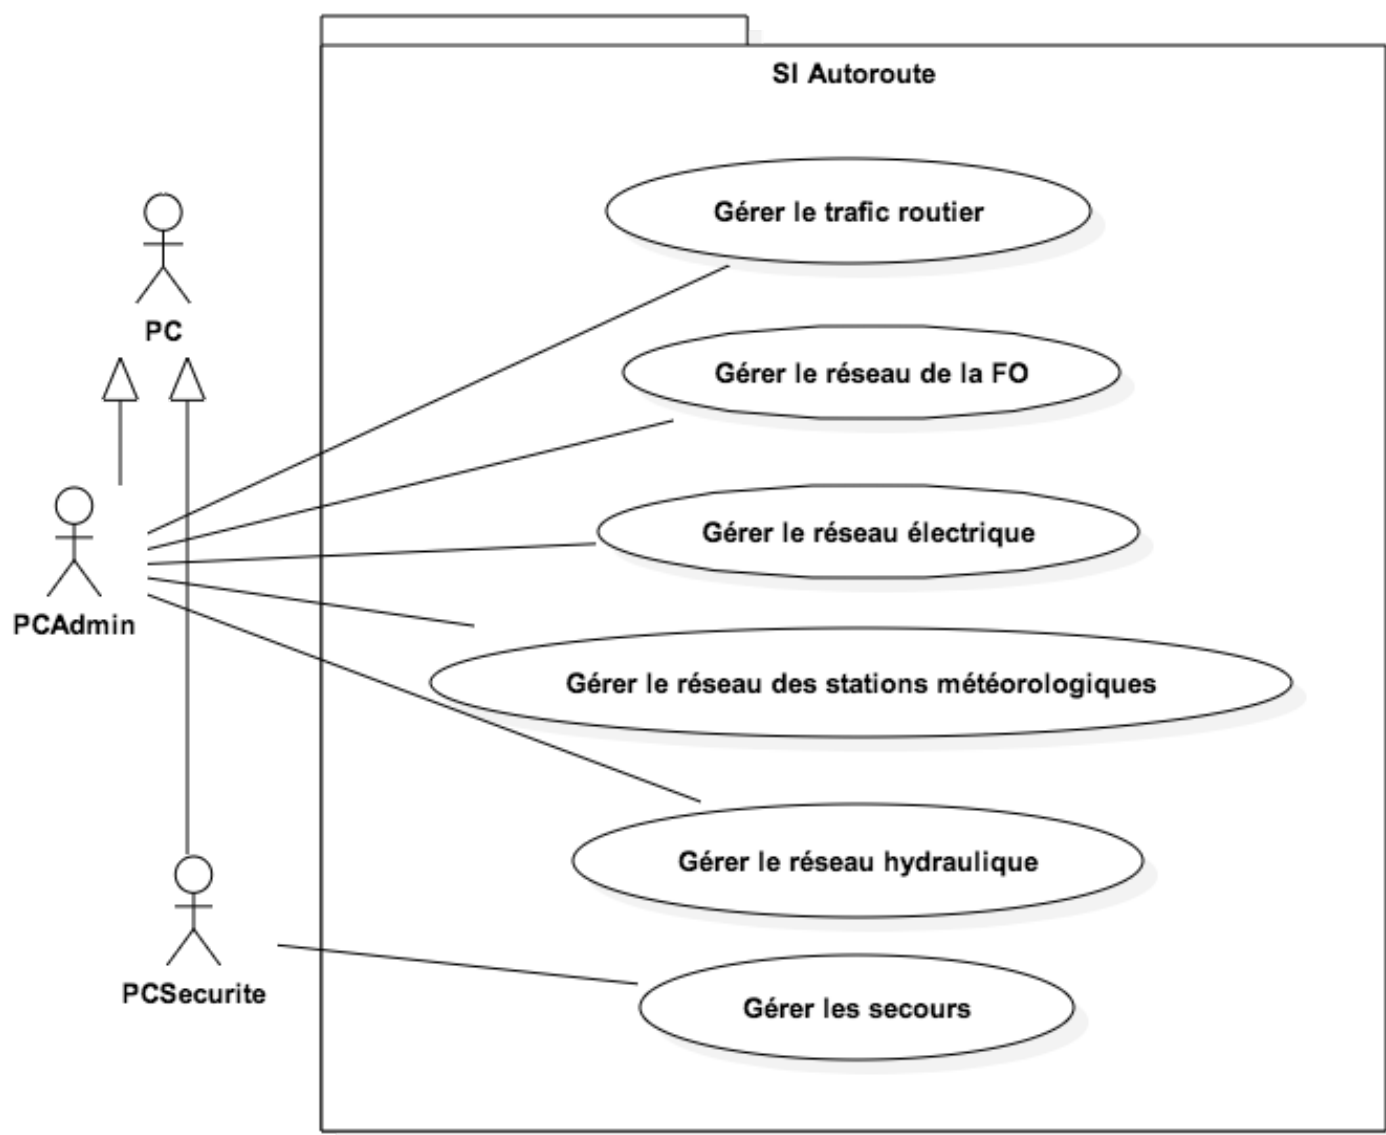 SI Autoroute
Gérer le trafic routier
PC
Gérer le réseau de la FO
Gérer le réseau électrique
PCAdmin
Gérer le réseau des stations météorologiques
Gérer le réseau hydraulique
PCSecurite
Gérer les secours